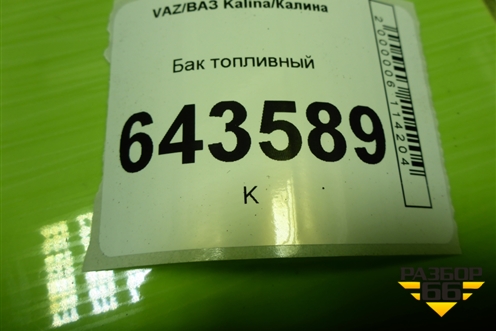 VAZ/ВАЗ Kalina/Калина
Бак топливный
643589
K
2000006114204
РАЗБОР
66